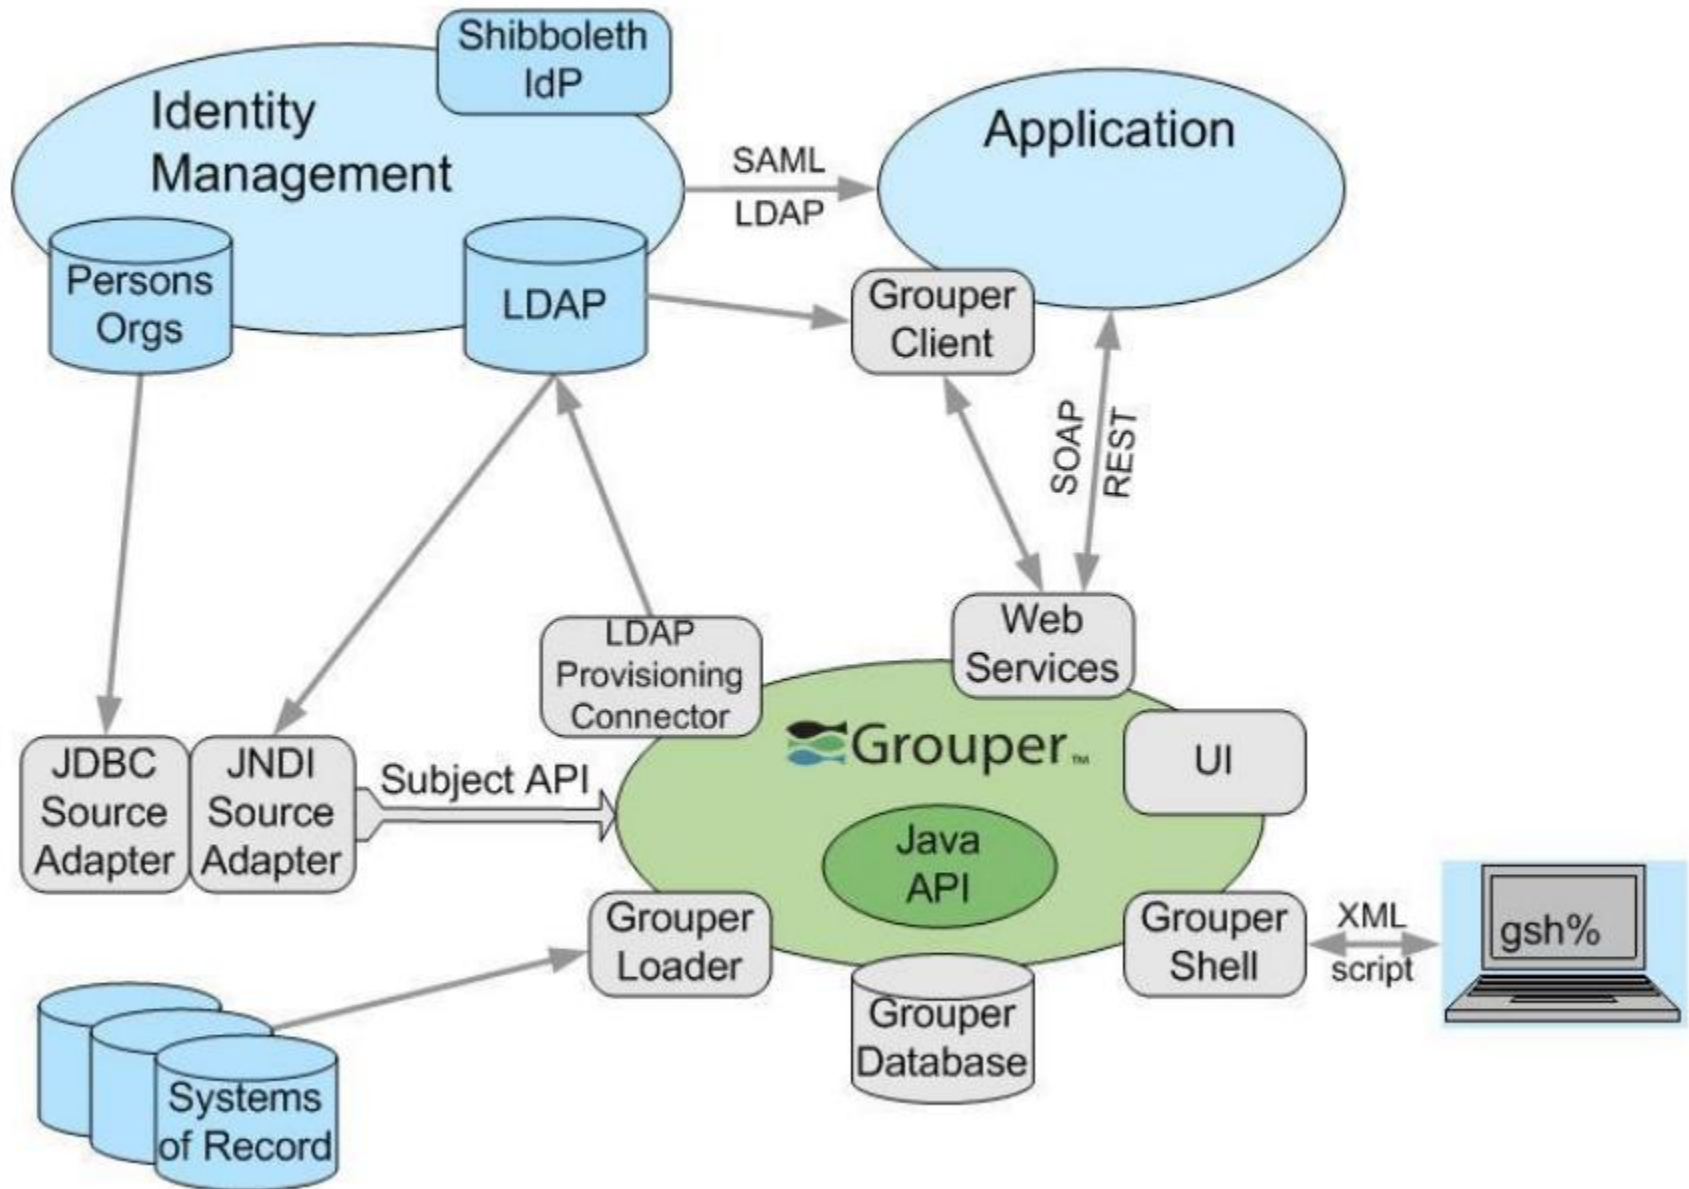 Shibboleth
IdP
Identity
Management
Application
SAML
LDAP
Persons
Orgs
LDAP
Grouper
Client
SOAP
REST
LDAP
Provisioning
Connector
Web
Services
Grouper™
UI
JDBC
Source
Adapter
JNDI
Source
Adapter
Subject API
Java
API
Grouper
Loader
Grouper
Database
Grouper
Shell
XML
script
gsh%
Systems
of Record